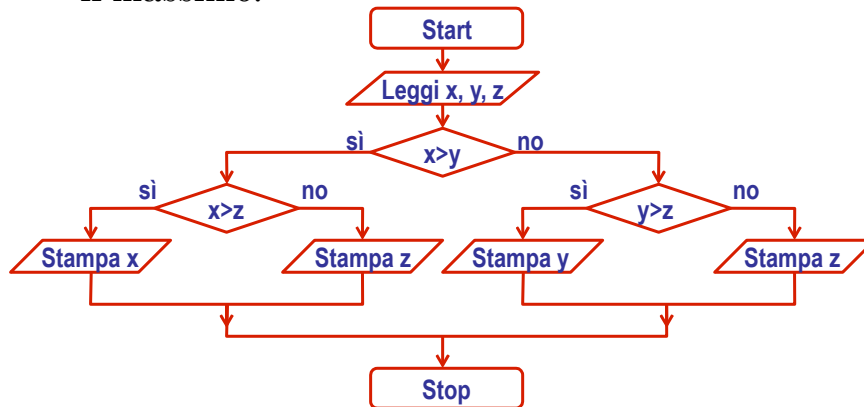 Start
Leggi x, y, z
sì x>y no
sì x>z no sì y>z no
Stampa x Stampa z Stampa y Stampa z
Stop